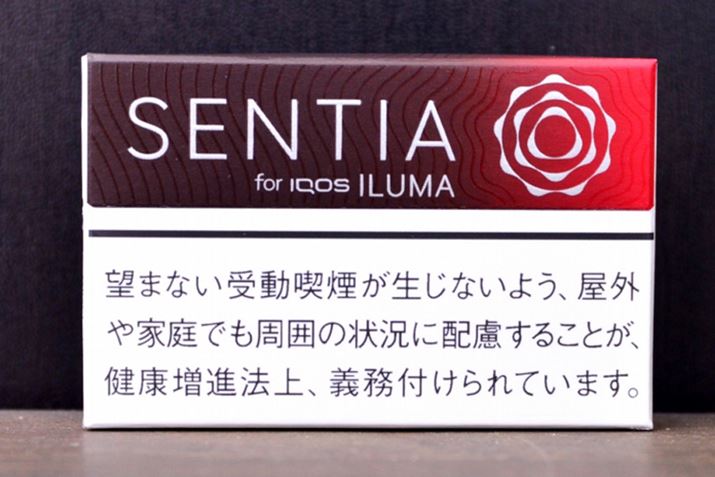 SENTIA
for IQOS ILUMA
望まない受動喫煙が生じないよう、屋外
や家庭でも周囲の状況に配慮することが、
健康増進法上、義務付けられています。